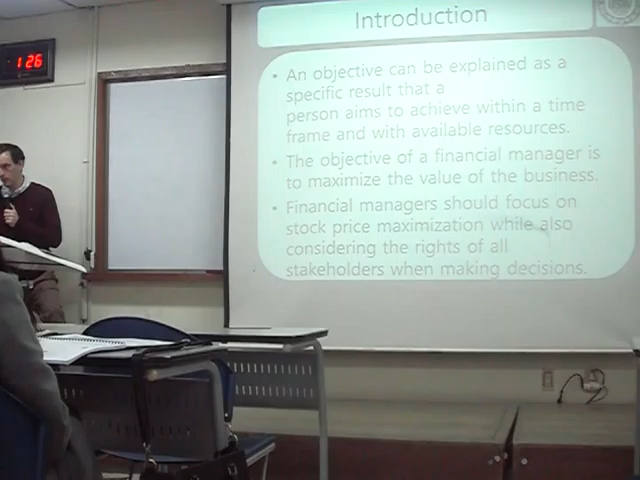 1:26
Introduction
• An objective can be explained as a
specific result that a
person aims to achieve within a time
frame and with available resources.
• The objective of a financial manager is
to maximize the value of the business.
• Financial managers should focus on
stock price maximization while also
considering the rights of all
stakeholders when making decisions.